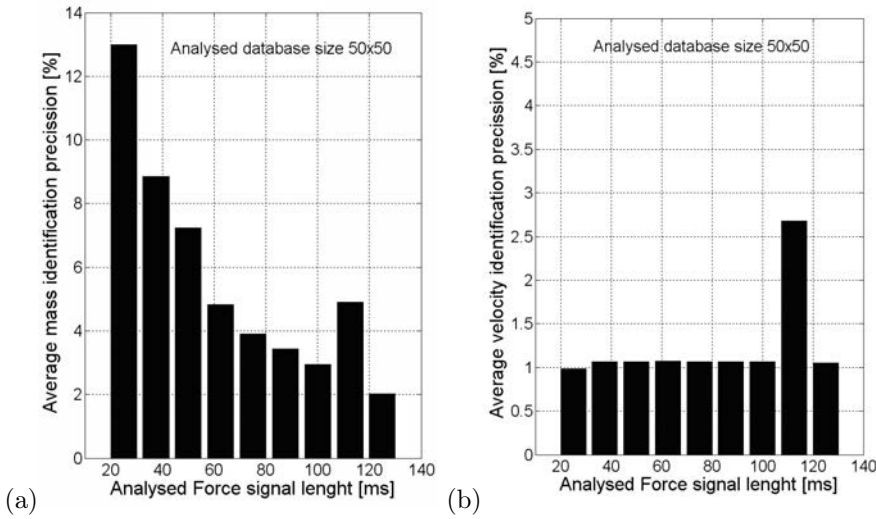 14
12
10
8
6
4
2
0
Average mass identification precission [%]
Analysed database size 50x50
20 40 60 80 100 120 140
Analysed Force signal lenght [ms]
(a)
5
4.5
4
3.5
3
2.5
2
1.5
1
0.5
0
Average velocity identification precission [%]
Analysed database size 50x50
20 40 60 80 100 120 140
Analysed Force signal lenght [ms]
(b)